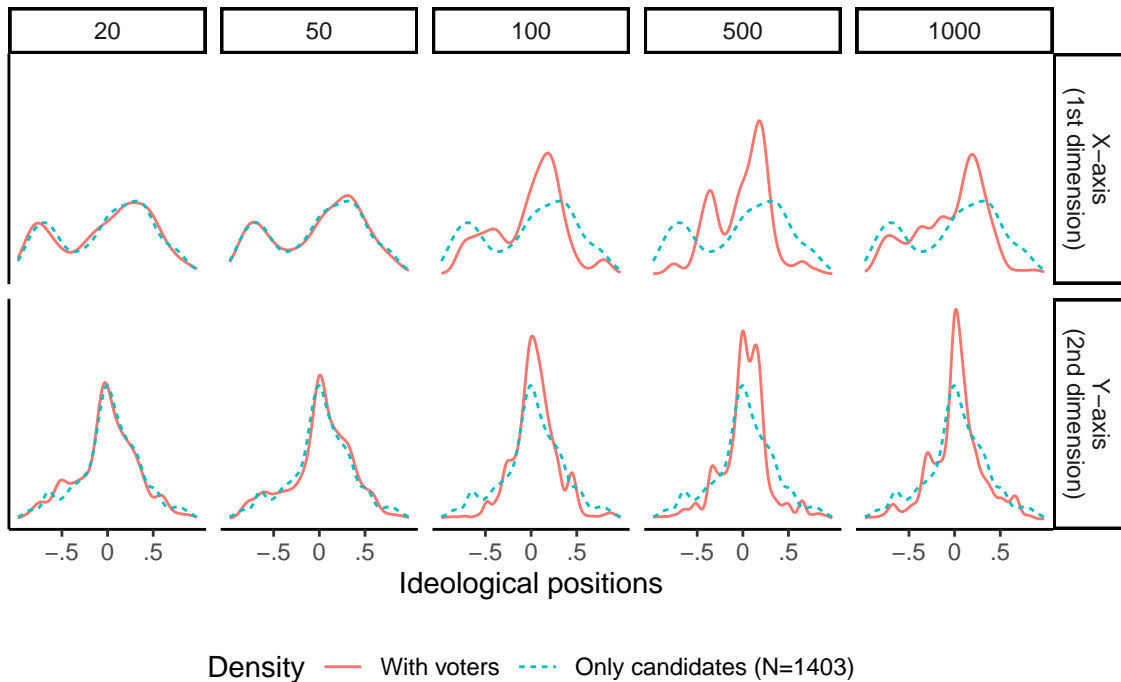 20 50 100 500 1000
X−axis
(1st dimension)
Y−axis
(2nd dimension)
−.5 0 .5 −.5 0 .5 −.5 0 .5 −.5 0 .5 −.5 0 .5
Ideological positions
Density With voters Only candidates (N=1403)